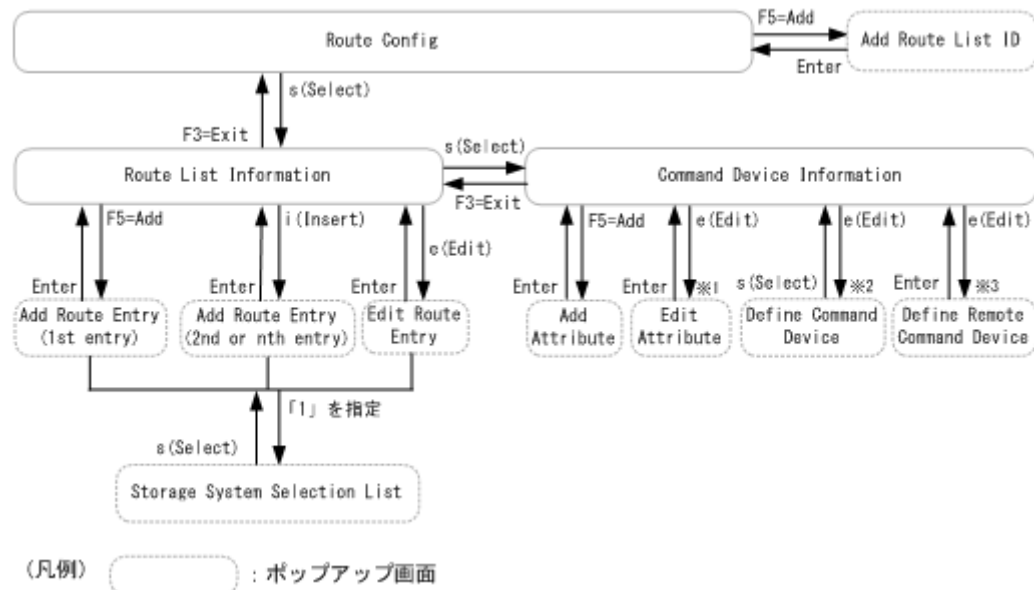 F5=Add
Route Config
Add Route List ID
Enter
s(Select)
F3=Exit
s(Select)
Route List Information
Command Device Information
F3=Exit
F5=Add
i(Insert)
e(Edit)
F5=Add
e(Edit)
e(Edit)
e(Edit)
Enter
Enter
Enter
Enter
Enter
※1
s(Select)
※2
Enter
※3
Add Route Entry
(1st entry)
Add Route Entry
(2nd or nth entry)
Edit Route
Entry
Add
Attribute
Edit
Attribute
Define Command
Device
Define Remote
Command Device
「1」を指定
s(Select)
Storage System Selection List
(凡例)
:ポップアップ画面